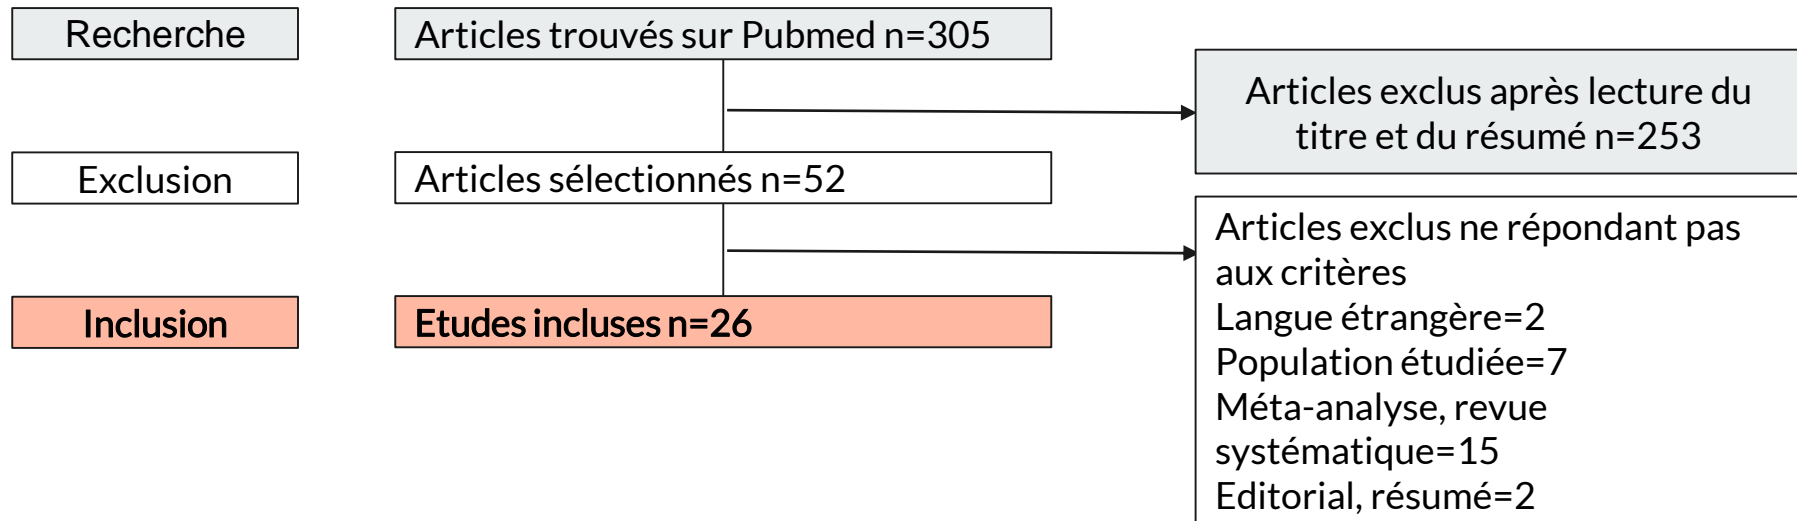 Recherche
Articles trouvés sur Pubmed n=305
Articles exclus après lecture du
titre et du résumé n=253
Exclusion
Articles sélectionnés n=52
Articles exclus ne répondant pas
aux critères
Langue étrangère=2
Population étudiée=7
Méta-analyse, revue
systématique=15
Editorial, résumé=2
Inclusion
Etudes incluses n=26